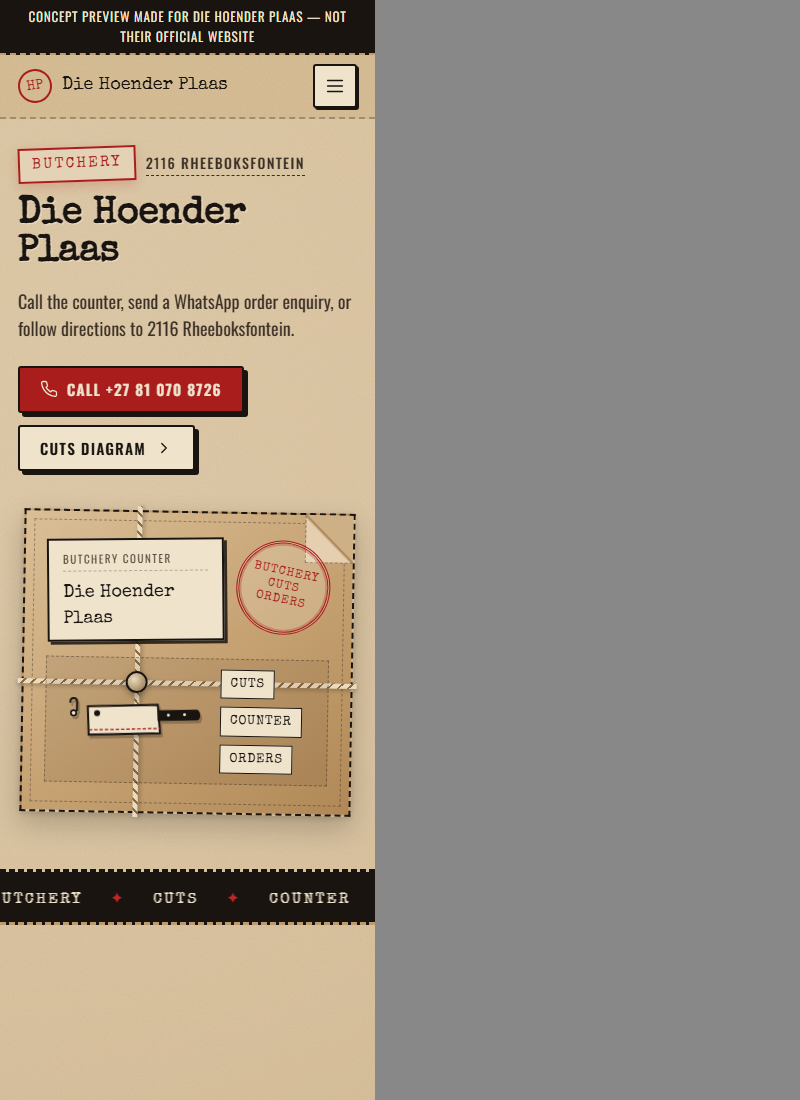 CONCEPT PREVIEW MADE FOR DIE HOENDER PLAAS — NOT
THEIR OFFICIAL WEBSITE
HP Die Hoender Plaas
BUTCHERY 2116 RHEEBOKSFONTEIN
Die Hoender
Plaas
Call the counter, send a WhatsApp order enquiry, or
follow directions to 2116 Rheeboksfontein.
CALL +27 81 070 8726
CUTS DIAGRAM
BUTCHERY COUNTER
Die Hoender
Plaas
BUTCHERY
CUTS
ORDERS
CUTS
COUNTER
ORDERS
UTCHERY ✦ CUTS ✦ COUNTER